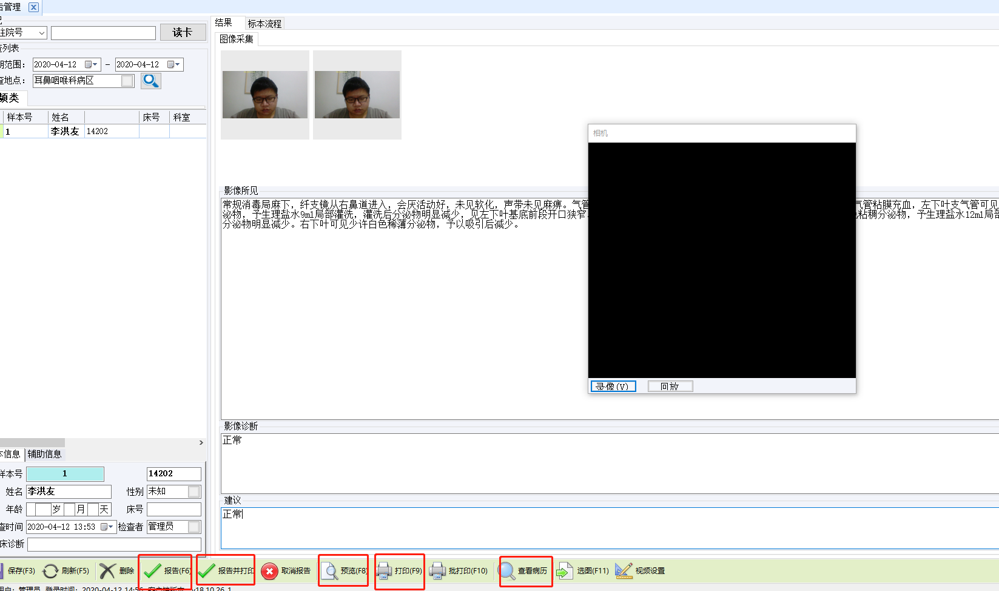 告管理
住院号
读卡
查列表
期范围：
2020-04-12
-
2020-04-12
查地点：
耳鼻咽喉科病区
频类
样本号 姓名 床号 科室
1 李洪友 14202
结果 标本流程
图像采集
影像所见
常规消毒局麻下，纤支镜从右鼻道进入，会厌活动好，未见软化，声带未见麻痹。气管 气管粘膜充血，左下叶支气管可见
泌物，予生理盐水9ml局部灌洗，灌洗后分泌物明显减少，见左下叶基底前段开口狭窄 粘稠分泌物，予生理盐水12ml局部
分泌物明显减少。右下叶可见少许白色稀薄分泌物，予以吸引后减少。
相机
录像(V) 回放
影像诊断
正常
建议
正常
本信息 辅助信息
样本号 1 14202
姓名 李洪友 性别 未知
年龄 岁 月 天 床号
查时间 2020-04-12 13:53 检查者 管理员
床诊断
保存(F3) 刷新(F5) 删除 报告(F6) 报告并打印 取消报告 预览(F8) 打印(F9) 批打印(F10) 查看病历 选图(F11) 视频设置
用户：管理员 登录时间：2020-04-12 14:56 客户端版本：v18.10.26.1